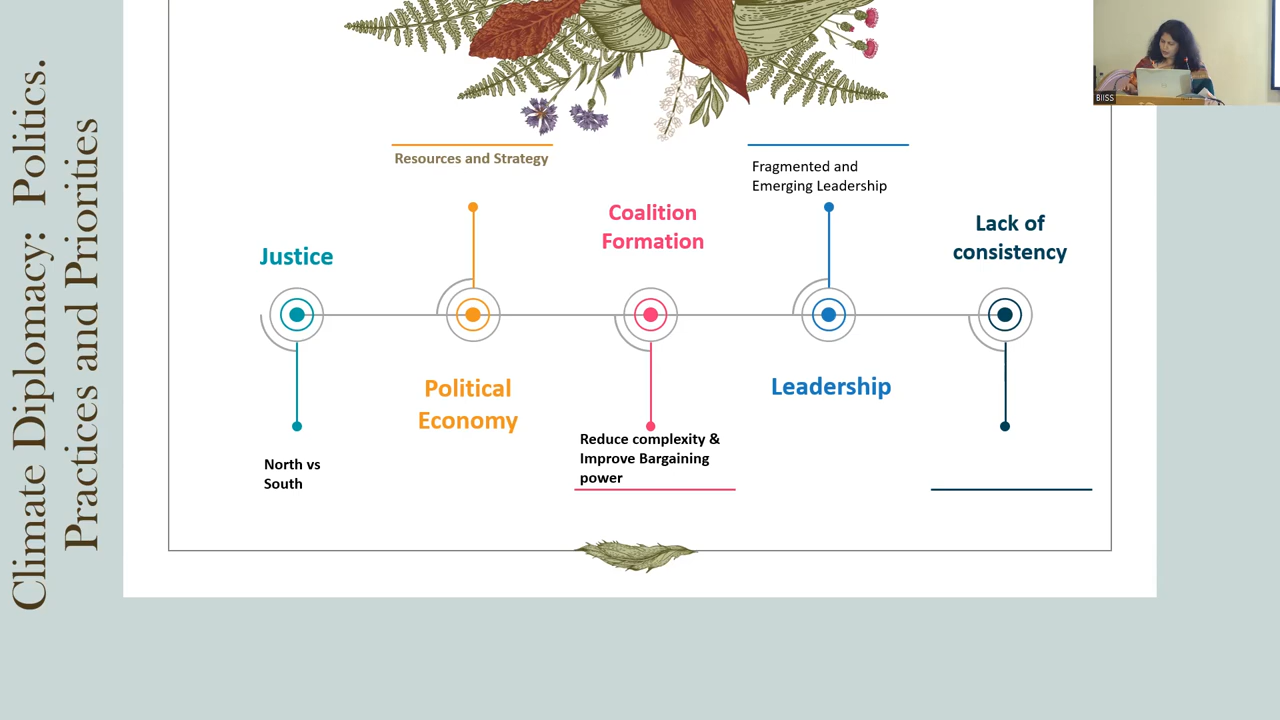 Climate Diplomacy: Politics.
Practices and Priorities
BIISS
Resources and Strategy
Fragmented and
Emerging Leadership
Coalition
Formation
Lack of
consistency
Justice
Political
Economy
Leadership
Reduce complexity &
Improve Bargaining
power
North vs
South